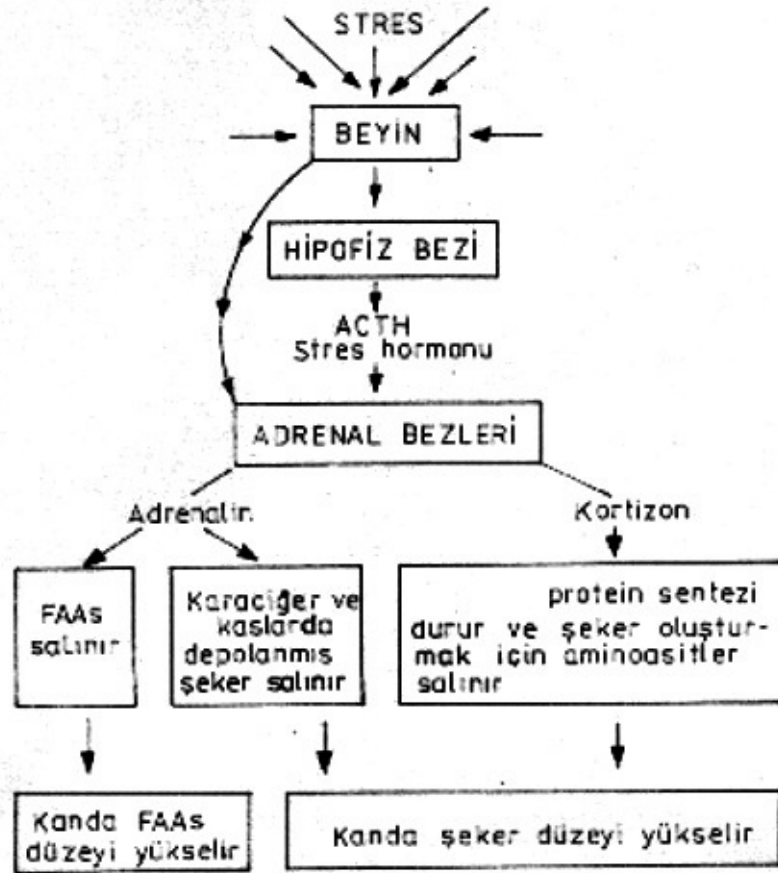 STRES
BEYİN
HİPOFİZ BEZİ
ACTH
Stres hormonu
ADRENAL BEZLERİ
Adrenalin
Kortizon
FAAs
salınır
Karaciğer ve
kaslarda
depolanmış
şeker salınır
protein sentezi
durur ve şeker oluştur-
mak için aminoasitler
salınır
Kanda FAAs
düzeyi yükselir
Kanda şeker düzeyi yükselir